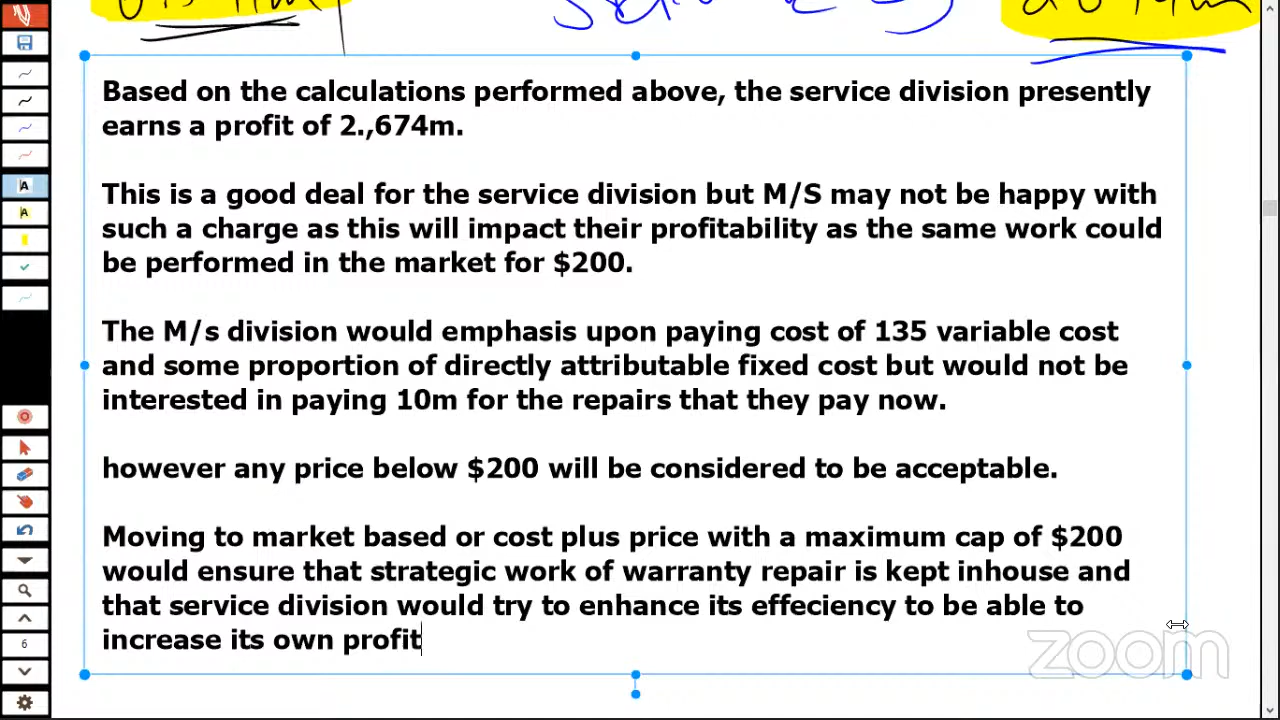 Based on the calculations performed above, the service division presently
earns a profit of 2.,674m.
This is a good deal for the service division but M/S may not be happy with
such a charge as this will impact their profitability as the same work could
be performed in the market for $200.
The M/s division would emphasis upon paying cost of 135 variable cost
and some proportion of directly attributable fixed cost but would not be
interested in paying 10m for the repairs that they pay now.
however any price below $200 will be considered to be acceptable.
Moving to market based or cost plus price with a maximum cap of $200
would ensure that strategic work of warranty repair is kept inhouse and
that service division would try to enhance its effeciency to be able to
increase its own profit
6
zoom